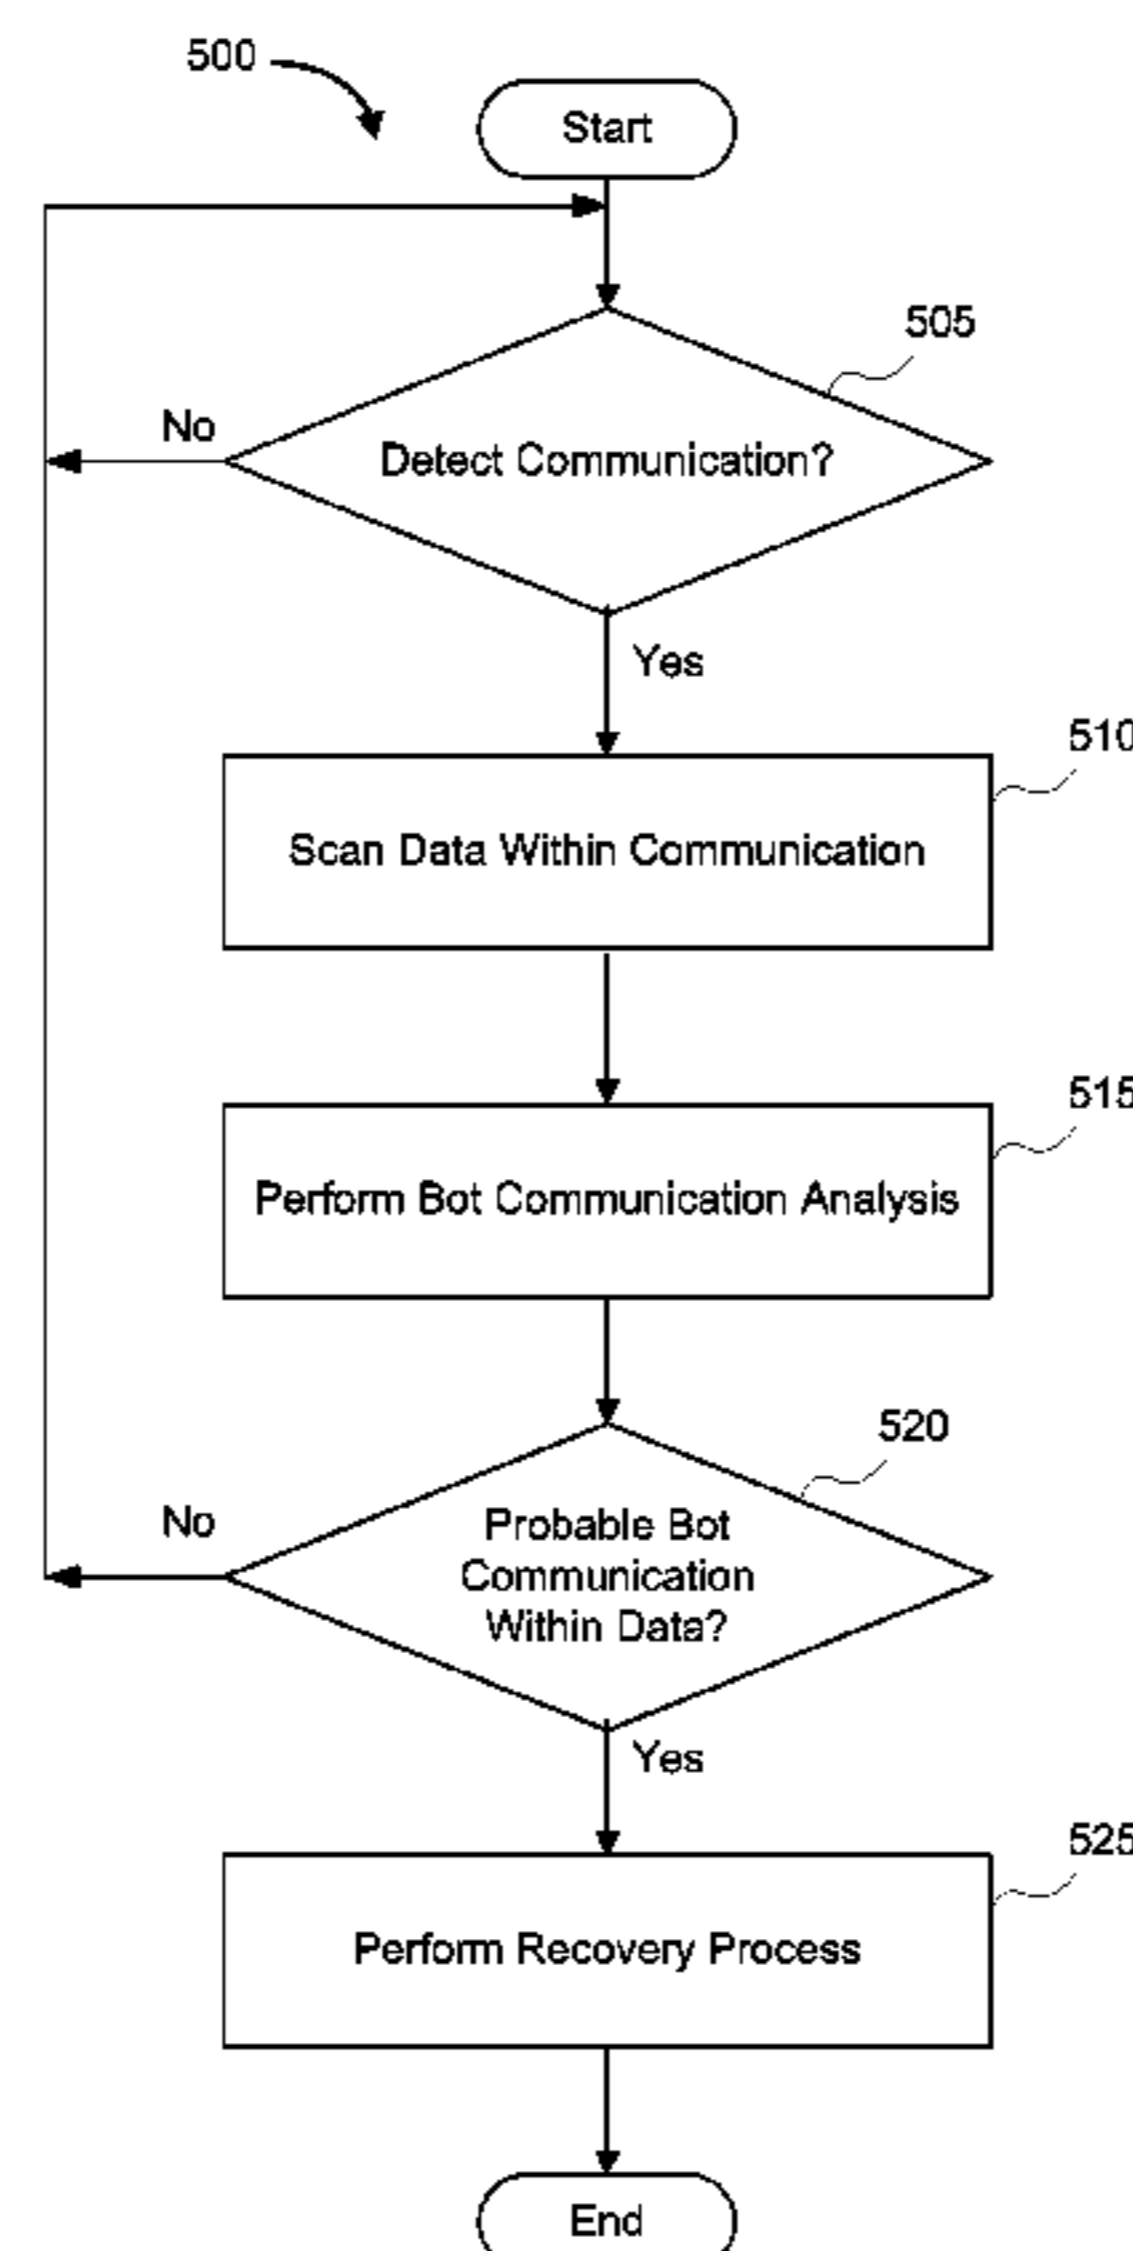 500
Start
505
No
Detect Communication?
Yes
510
Scan Data Within Communication
515
Perform Bot Communication Analysis
520
No
Probable Bot
Communication
Within Data?
Yes
525
Perform Recovery Process
End